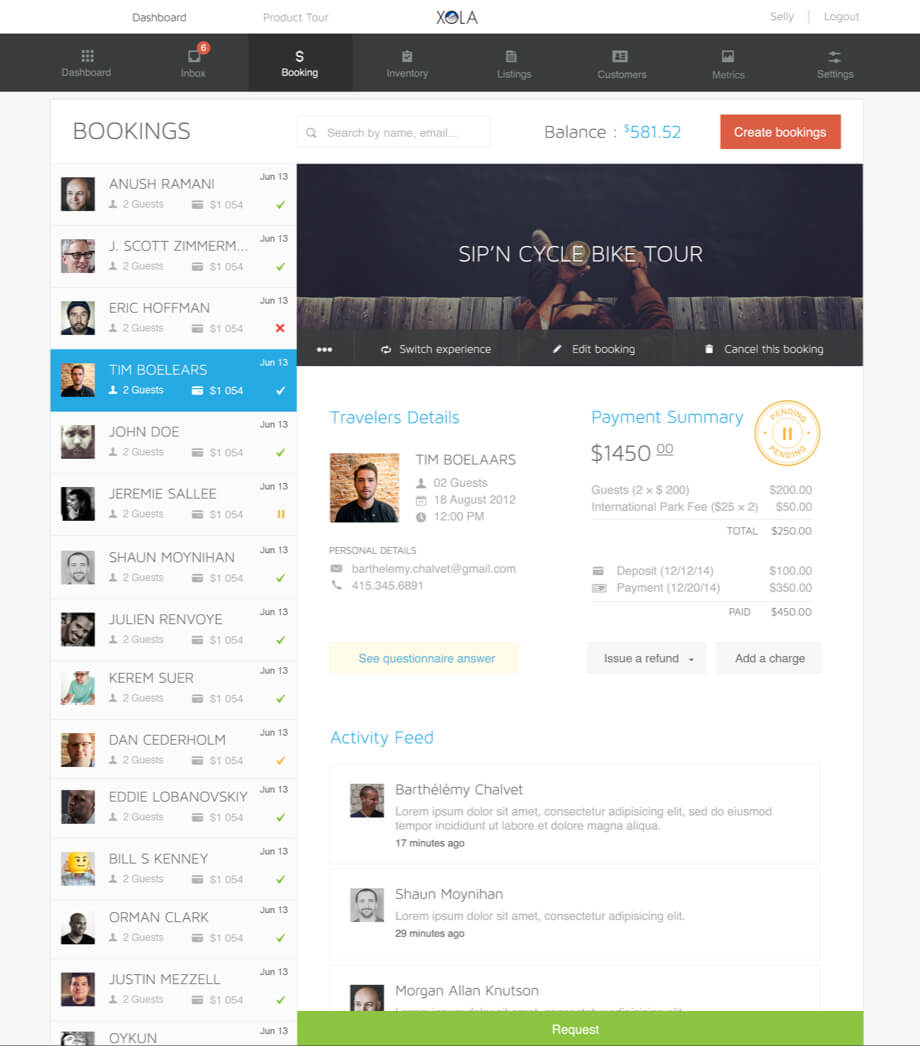 Dashboard
Product Tour
XOLA
Selly
Logout
Dashboard
6
Inbox
$
Booking
Inventory
Listings
Customers
Metrics
Settings
BOOKINGS
Search by name, email...
Balance : $581.52
Create bookings
ANUSH RAMANI
Jun 13
2 Guests
$1 054
J. SCOTT ZIMMERM...
Jun 13
2 Guests
$1 054
ERIC HOFFMAN
Jun 13
2 Guests
$1 054
TIM BOELEARS
Jun 13
2 Guests
$1 054
JOHN DOE
Jun 13
2 Guests
$1 054
JEREMIE SALLEE
Jun 13
2 Guests
$1 054
SHAUN MOYNIHAN
Jun 13
2 Guests
$1 054
JULIEN RENVOYE
Jun 13
2 Guests
$1 054
KEREM SUER
Jun 13
2 Guests
$1 054
DAN CEDERHOLM
Jun 13
2 Guests
$1 054
EDDIE LOBANOVSKIY
Jun 13
2 Guests
$1 054
BILL S KENNEY
Jun 13
2 Guests
$1 054
ORMAN CLARK
Jun 13
2 Guests
$1 054
JUSTIN MEZZELL
Jun 13
2 Guests
$1 054
OYKUN
Jun 13
SIP'N CYCLE BIKE TOUR
Switch experience
Edit booking
Cancel this booking
Travelers Details
TIM BOELAARS
02 Guests
18 August 2012
12:00 PM
PERSONAL DETAILS
barthelemy.chalvet@gmail.com
415.345.6891
See questionnaire answer
Payment Summary
PENDING
PENDING
$1450 00
Guests (2 × $ 200) $200.00
International Park Fee ($25 × 2) $50.00
TOTAL $250.00
Deposit (12/12/14) $100.00
Payment (12/20/14) $350.00
PAID $450.00
Issue a refund
Add a charge
Activity Feed
Barthélémy Chalvet
Lorem ipsum dolor sit amet, consectetur adipisicing elit, sed do eiusmod
tempor incididunt ut labore et dolore magna aliqua.
17 minutes ago
Shaun Moynihan
Lorem ipsum dolor sit amet, consectetur adipisicing elit.
29 minutes ago
Morgan Allan Knutson
Request